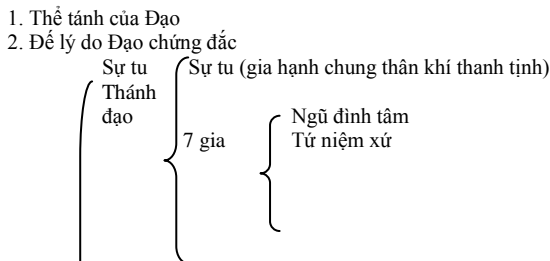 1. Thể tánh của Đạo
2. Đế lý do Đạo chứng đắc
Sự tu Thánh đạo
Sự tu (gia hạnh chung thân khí thanh tịnh)
7 gia
Ngũ đình tâm
Tứ niệm xứ